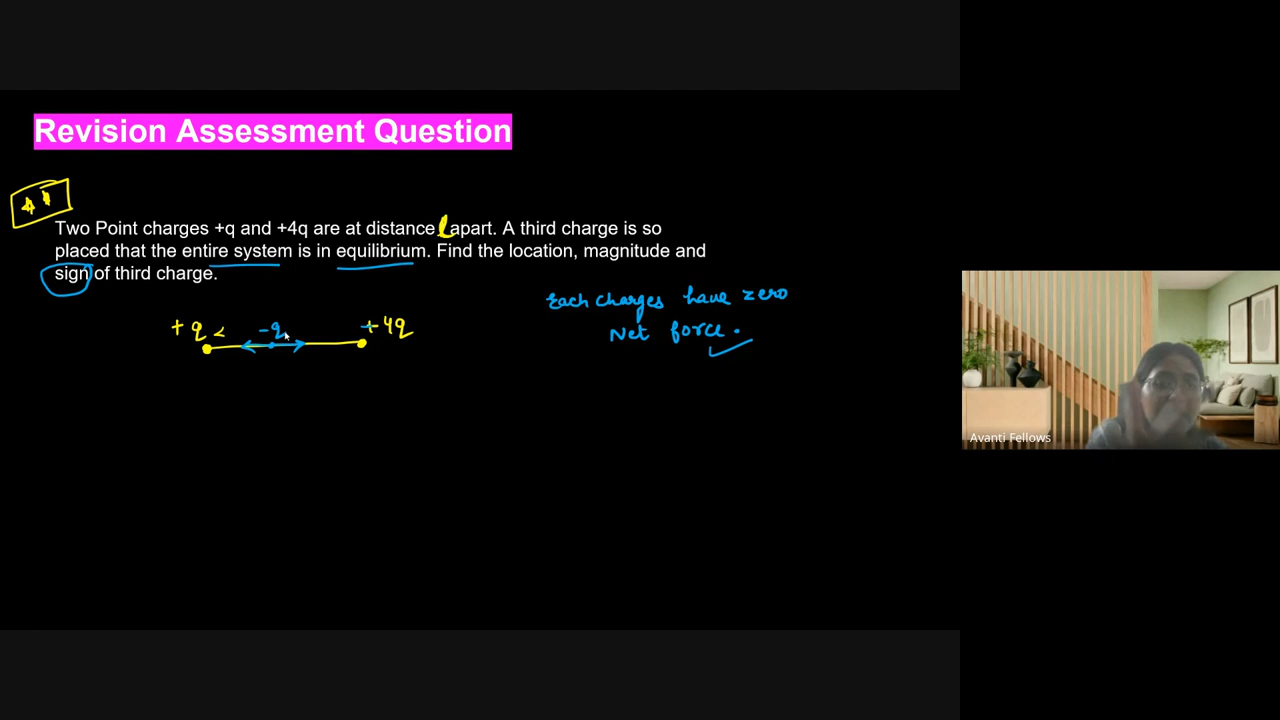 Revision Assessment Question
Two Point charges +q and +4q are at distance l apart. A third charge is so
placed that the entire system is in equilibrium. Find the location, magnitude and
sign of third charge.
Each charges have zero
Net force.
+q < -q +4q
Avanti Fellows